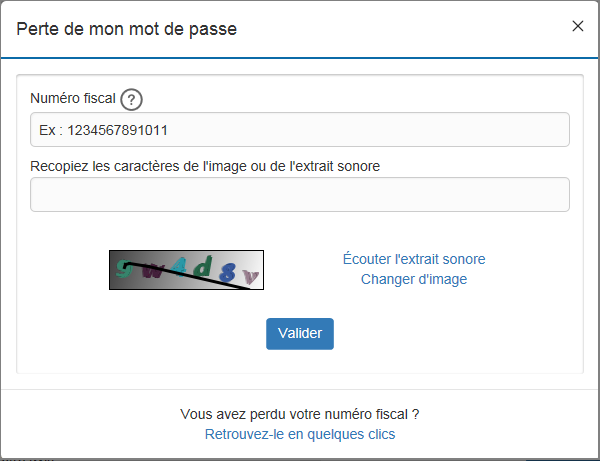 Perte de mon mot de passe
×
Numéro fiscal ?
Ex : 1234567891011
Recopiez les caractères de l'image ou de l'extrait sonore
Écouter l'extrait sonore
Changer d'image
Valider
Vous avez perdu votre numéro fiscal ?
Retrouvez-le en quelques clics